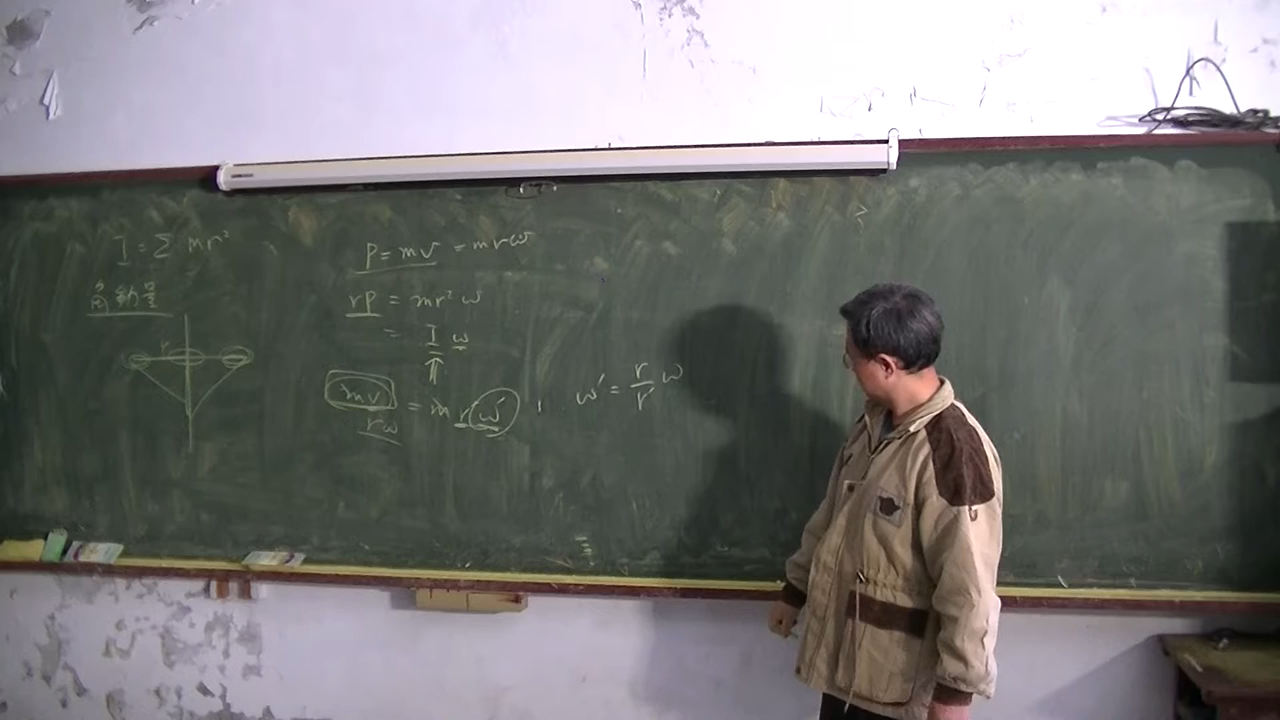 I = Σ mr²
角動量
r
P = mv = mrω
rP = mr²ω
= I ω
mv = m r ω' , ω' = r/r' ω
rω